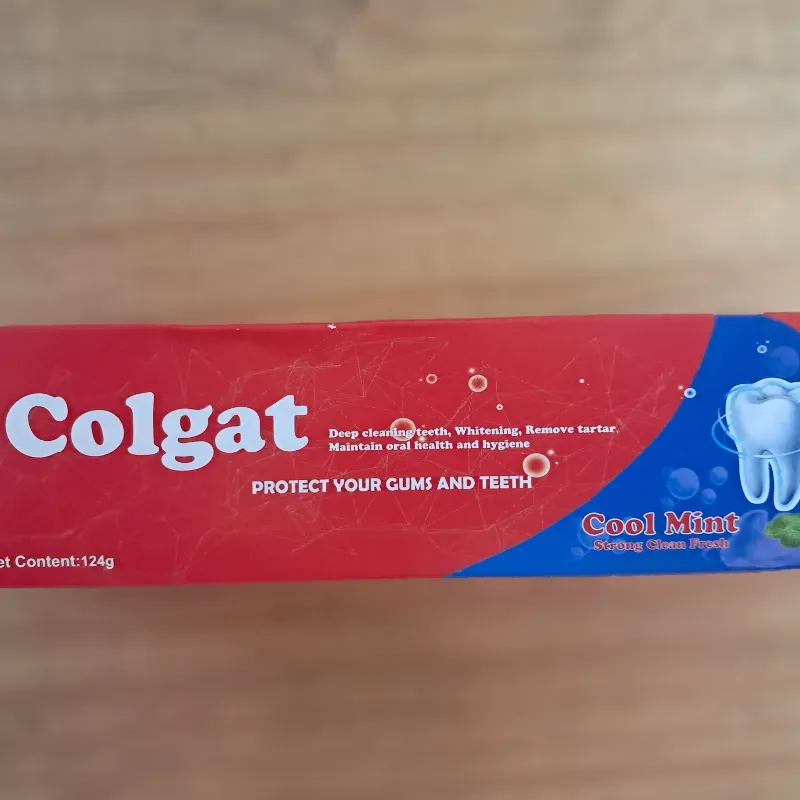 Colgat
Deep cleaning teeth, Whitening, Remove tartar,
Maintain oral health and hygiene
PROTECT YOUR GUMS AND TEETH
Cool Mint
Strong Clean Fresh
et Content:124g